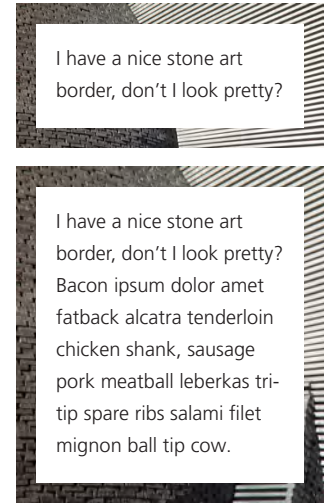 I have a nice stone art
border, don’t I look pretty?
I have a nice stone art
border, don’t I look pretty?
Bacon ipsum dolor amet
fatback alcatra tenderloin
chicken shank, sausage
pork meatball leberkas tri-
tip spare ribs salami filet
mignon ball tip cow.